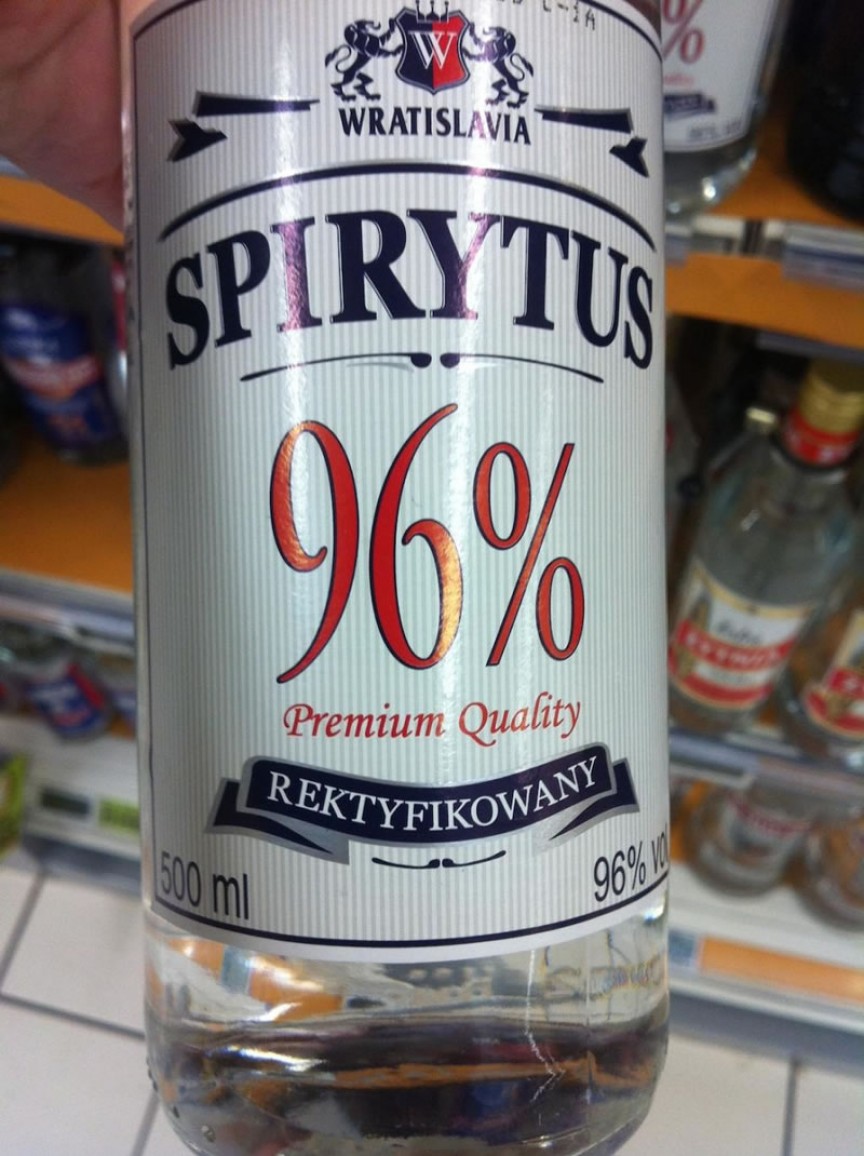 W
WRATISLAVIA
SPIRYTUS
96%
Premium Quality
REKTYFIKOWANY
500 ml
96% vol
%